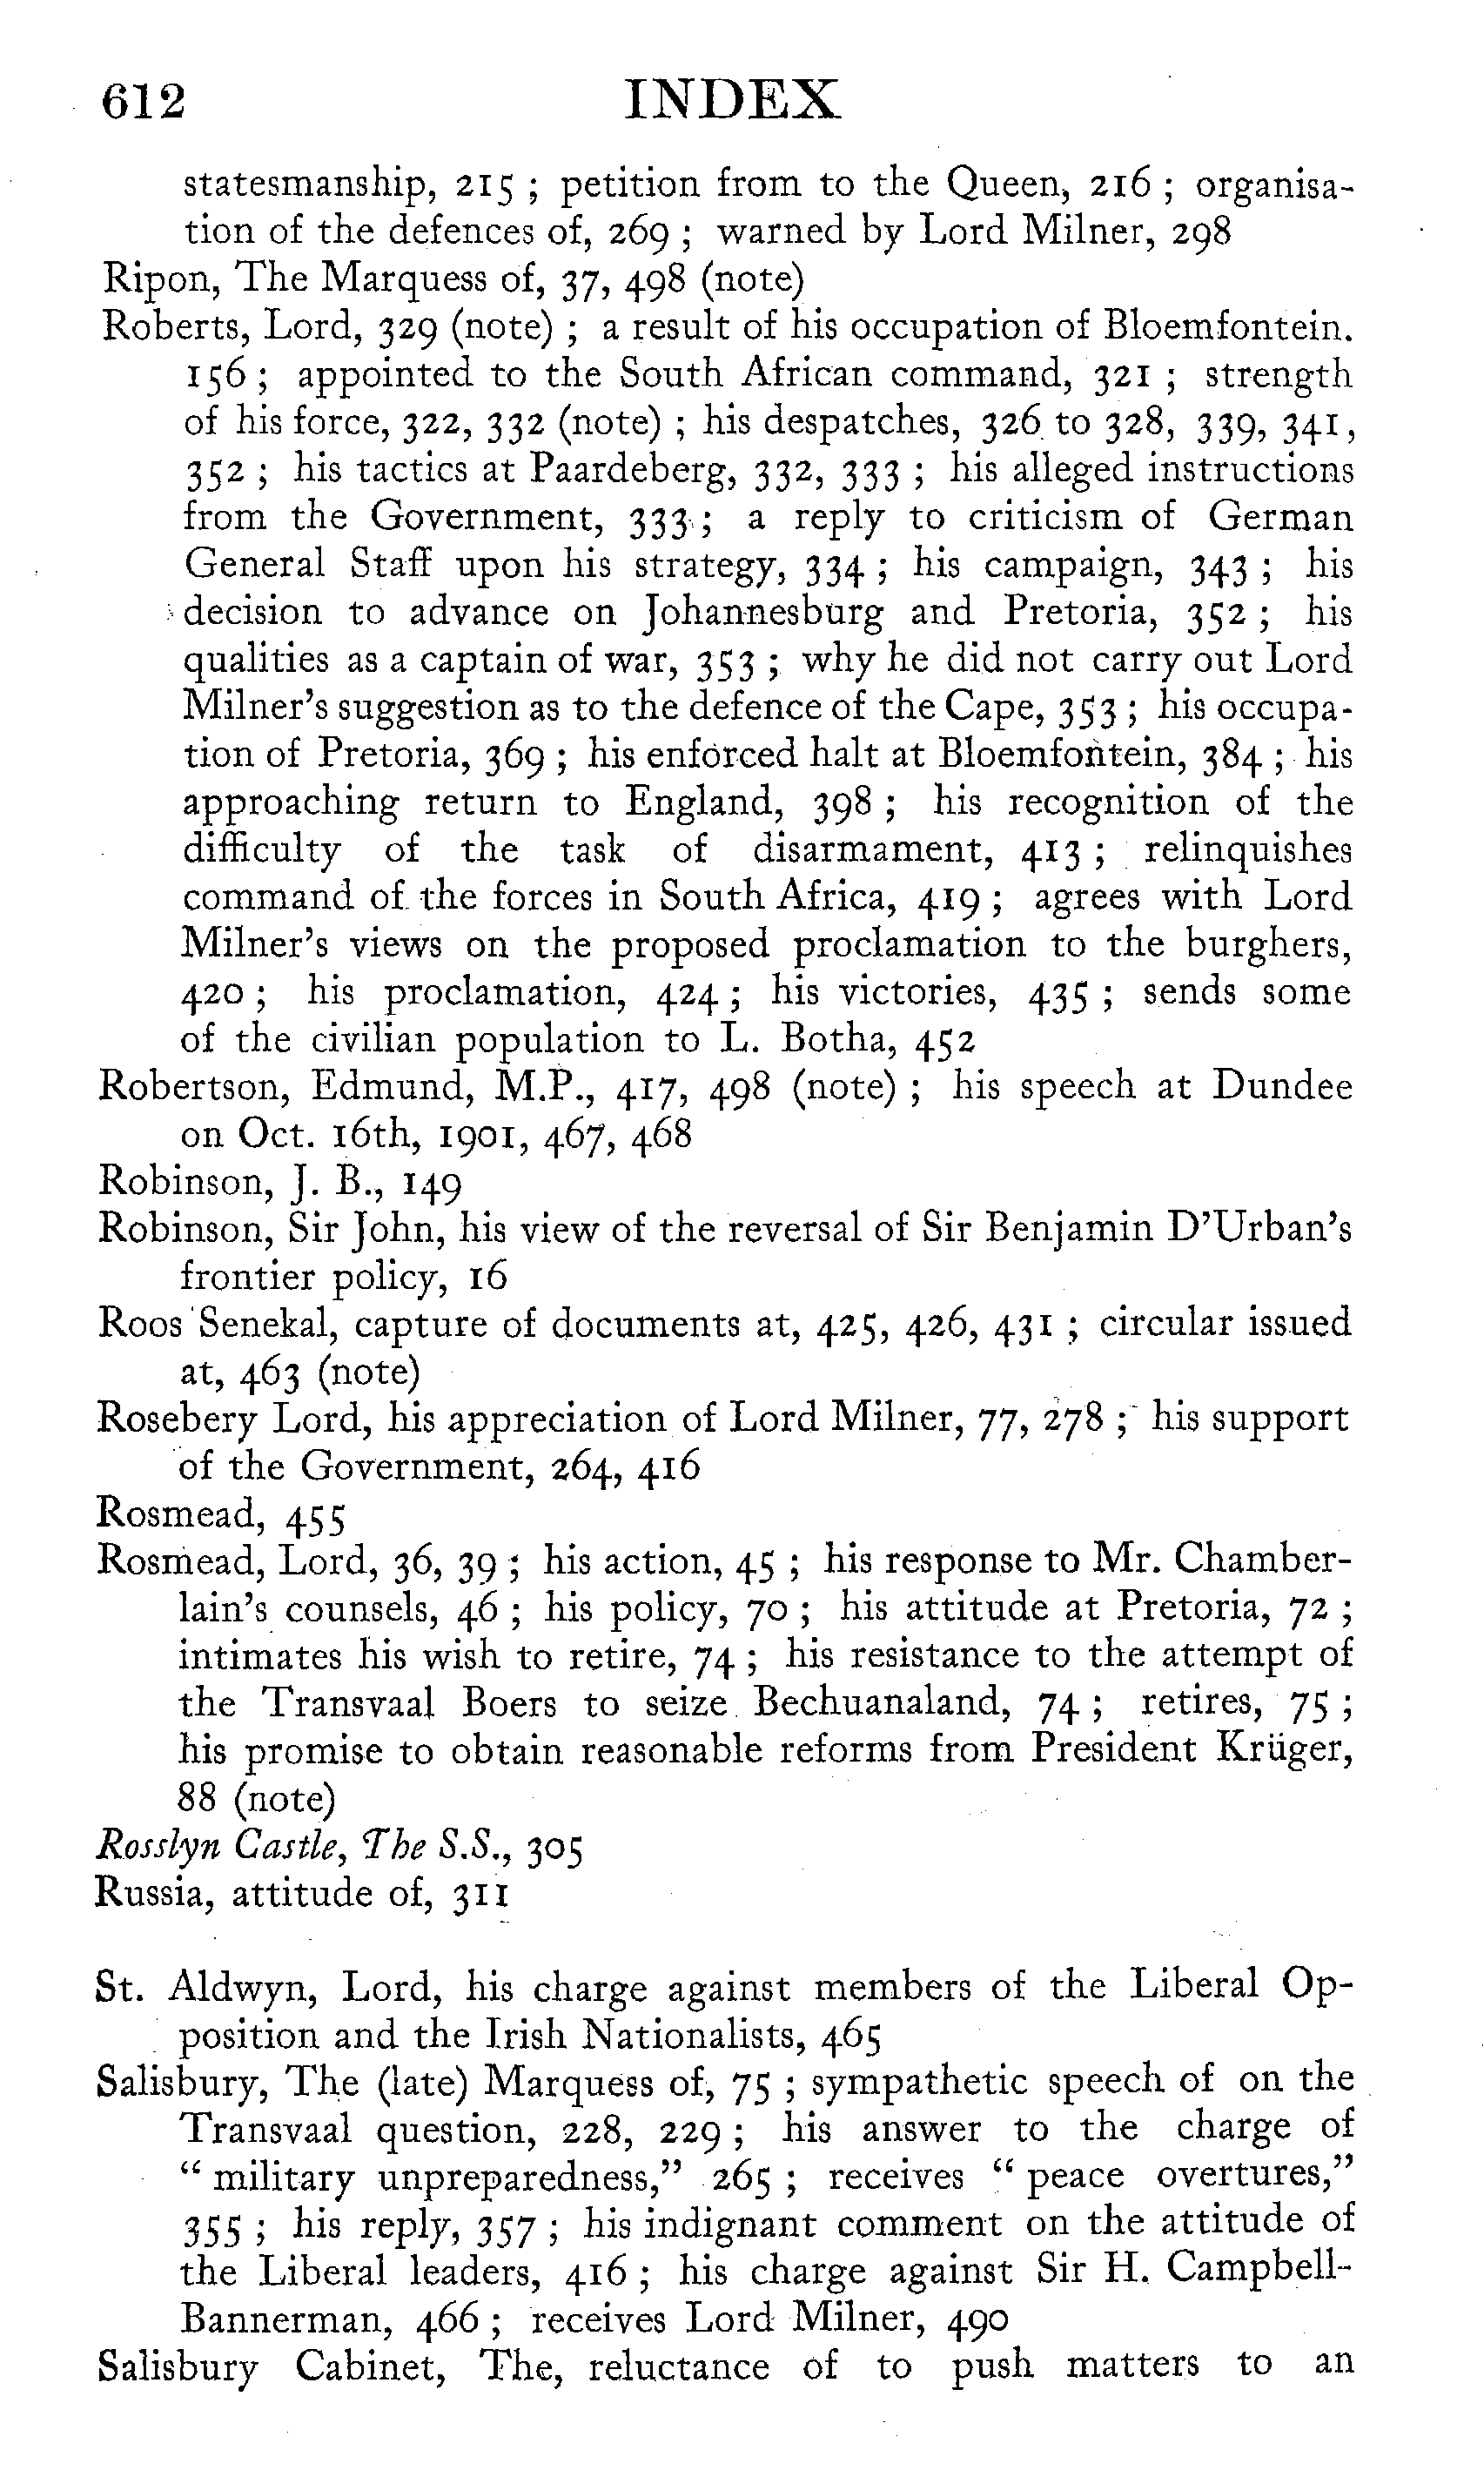 612 INDEX
statesmanship, 215 ; petition from to the Queen, 216 ; organisa-
tion of the defences of, 269 ; warned by Lord Milner, 298
Ripon, The Marquess of, 37, 498 (note)
Roberts, Lord, 329 (note) ; a result of his occupation of Bloemfontein.
156 ; appointed to the South African command, 321 ; strength
of his force, 322, 332 (note) ; his despatches, 326 to 328, 339, 341,
352 ; his tactics at Paardeberg, 332, 333 ; his alleged instructions
from the Government, 333 ; a reply to criticism of German
General Staff upon his strategy, 334 ; his campaign, 343 ; his
decision to advance on Johannesburg and Pretoria, 352 ; his
qualities as a captain of war, 353 ; why he did not carry out Lord
Milner's suggestion as to the defence of the Cape, 353 ; his occupa-
tion of Pretoria, 369 ; his enforced halt at Bloemfontein, 384 ; his
approaching return to England, 398 ; his recognition of the
difficulty of the task of disarmament, 413 ; relinquishes
command of the forces in South Africa, 419 ; agrees with Lord
Milner's views on the proposed proclamation to the burghers,
420 ; his proclamation, 424 ; his victories, 435 ; sends some
of the civilian population to L. Botha, 452
Robertson, Edmund, M.P., 417, 498 (note) ; his speech at Dundee
on Oct. 16th, 1901, 467, 468
Robinson, J. B., 149
Robinson, Sir John, his view of the reversal of Sir Benjamin D'Urban's
frontier policy, 16
Roos Senekal, capture of documents at, 425, 426, 431 ; circular issued
at, 463 (note)
Rosebery Lord, his appreciation of Lord Milner, 77, 278 ; his support
of the Government, 264, 416
Rosmead, 455
Rosmead, Lord, 36, 39 ; his action, 45 ; his response to Mr. Chamber-
lain's counsels, 46 ; his policy, 70 ; his attitude at Pretoria, 72 ;
intimates his wish to retire, 74 ; his resistance to the attempt of
the Transvaal Boers to seize Bechuanaland, 74 ; retires, 75 ;
his promise to obtain reasonable reforms from President Krüger,
88 (note)
Rosslyn Castle, The S.S., 305
Russia, attitude of, 311
St. Aldwyn, Lord, his charge against members of the Liberal Op-
position and the Irish Nationalists, 465
Salisbury, The (late) Marquess of, 75 ; sympathetic speech of on the
Transvaal question, 228, 229 ; his answer to the charge of
" military unpreparedness," 265 ; receives " peace overtures,"
355 ; his reply, 357 ; his indignant comment on the attitude of
the Liberal leaders, 416 ; his charge against Sir H. Campbell-
Bannerman, 466 ; receives Lord Milner, 490
Salisbury Cabinet, The, reluctance of to push matters to an